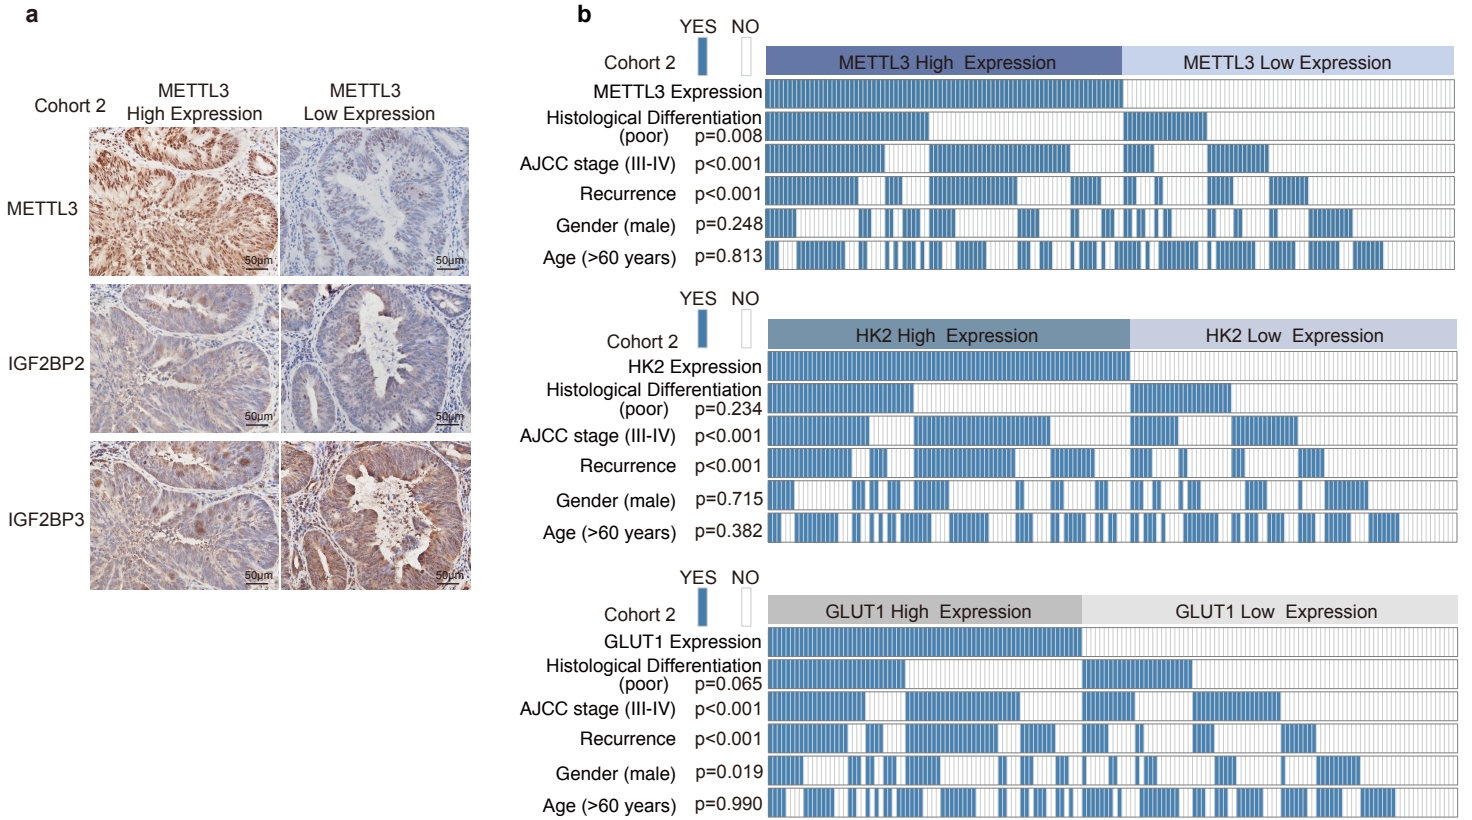 a
Cohort 2
METTL3
High Expression
METTL3
Low Expression
METTL3
50μm
50μm
IGF2BP2
50μm
50μm
IGF2BP3
50μm
50μm
b
YES NO
Cohort 2
METTL3 High Expression
METTL3 Low Expression
METTL3 Expression
Histological Differentiation
(poor) p=0.008
AJCC stage (III-IV) p<0.001
Recurrence p<0.001
Gender (male) p=0.248
Age (>60 years) p=0.813
YES NO
Cohort 2
HK2 High Expression
HK2 Low Expression
HK2 Expression
Histological Differentiation
(poor) p=0.234
AJCC stage (III-IV) p<0.001
Recurrence p<0.001
Gender (male) p=0.715
Age (>60 years) p=0.382
YES NO
Cohort 2
GLUT1 High Expression
GLUT1 Low Expression
GLUT1 Expression
Histological Differentiation
(poor) p=0.065
AJCC stage (III-IV) p<0.001
Recurrence p<0.001
Gender (male) p=0.019
Age (>60 years) p=0.990